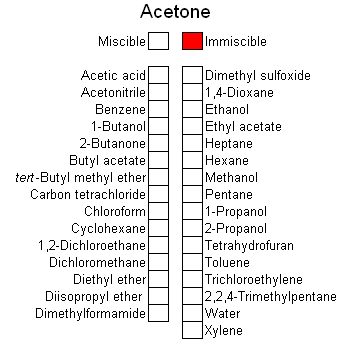 Acetone
Miscible Immiscible
Acetic acid Dimethyl sulfoxide
Acetonitrile 1,4-Dioxane
Benzene Ethanol
1-Butanol Ethyl acetate
2-Butanone Heptane
Butyl acetate Hexane
tert-Butyl methyl ether Methanol
Carbon tetrachloride Pentane
Chloroform 1-Propanol
Cyclohexane 2-Propanol
1,2-Dichloroethane Tetrahydrofuran
Dichloromethane Toluene
Diethyl ether Trichloroethylene
Diisopropyl ether 2,2,4-Trimethylpentane
Dimethylformamide Water
Xylene